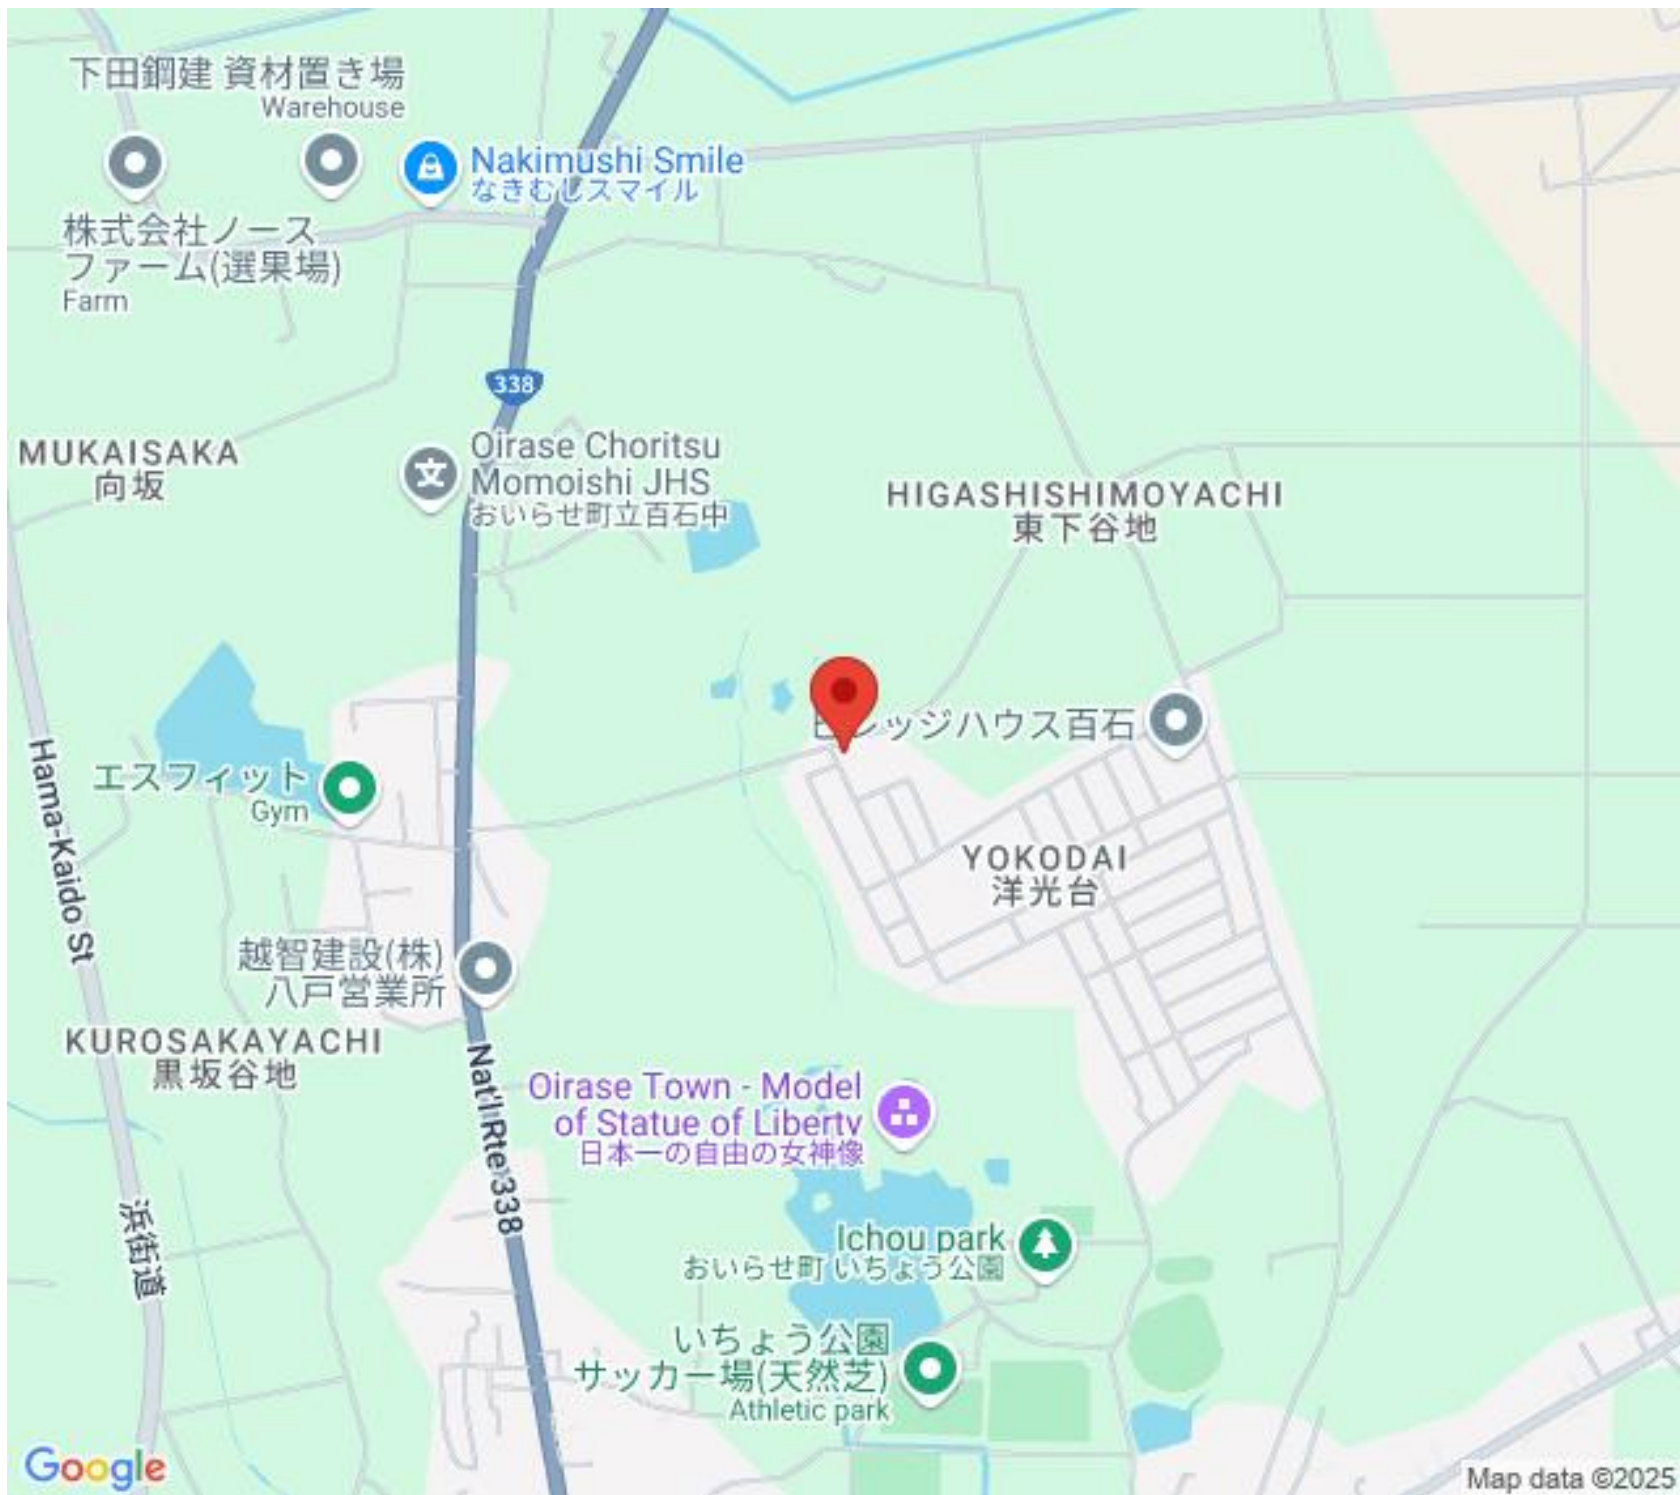 下田鋼建 資材置き場
Warehouse
Nakimushi Smile
なきむしスマイル
株式会社ノース
ファーム(選果場)
Farm
338
MUKAISAKA
向坂
Oirase Choritsu
Momoishi JHS
おいらせ町立百石中
HIGASHISHIMOYACHI
東下谷地
ビレッジハウス百石
エスフィット
Gym
Hama-Kaido St
YOKODAI
洋光台
越智建設(株)
八戸営業所
KUROSAKAYACHI
黒坂谷地
Nat'l Rte 338
Oirase Town - Model
of Statue of Liberty
日本一の自由の女神像
浜街道
Ichou park
おいらせ町 いちょう公園
いちょう公園
サッカー場(天然芝)
Athletic park
Google
Map data ©2025